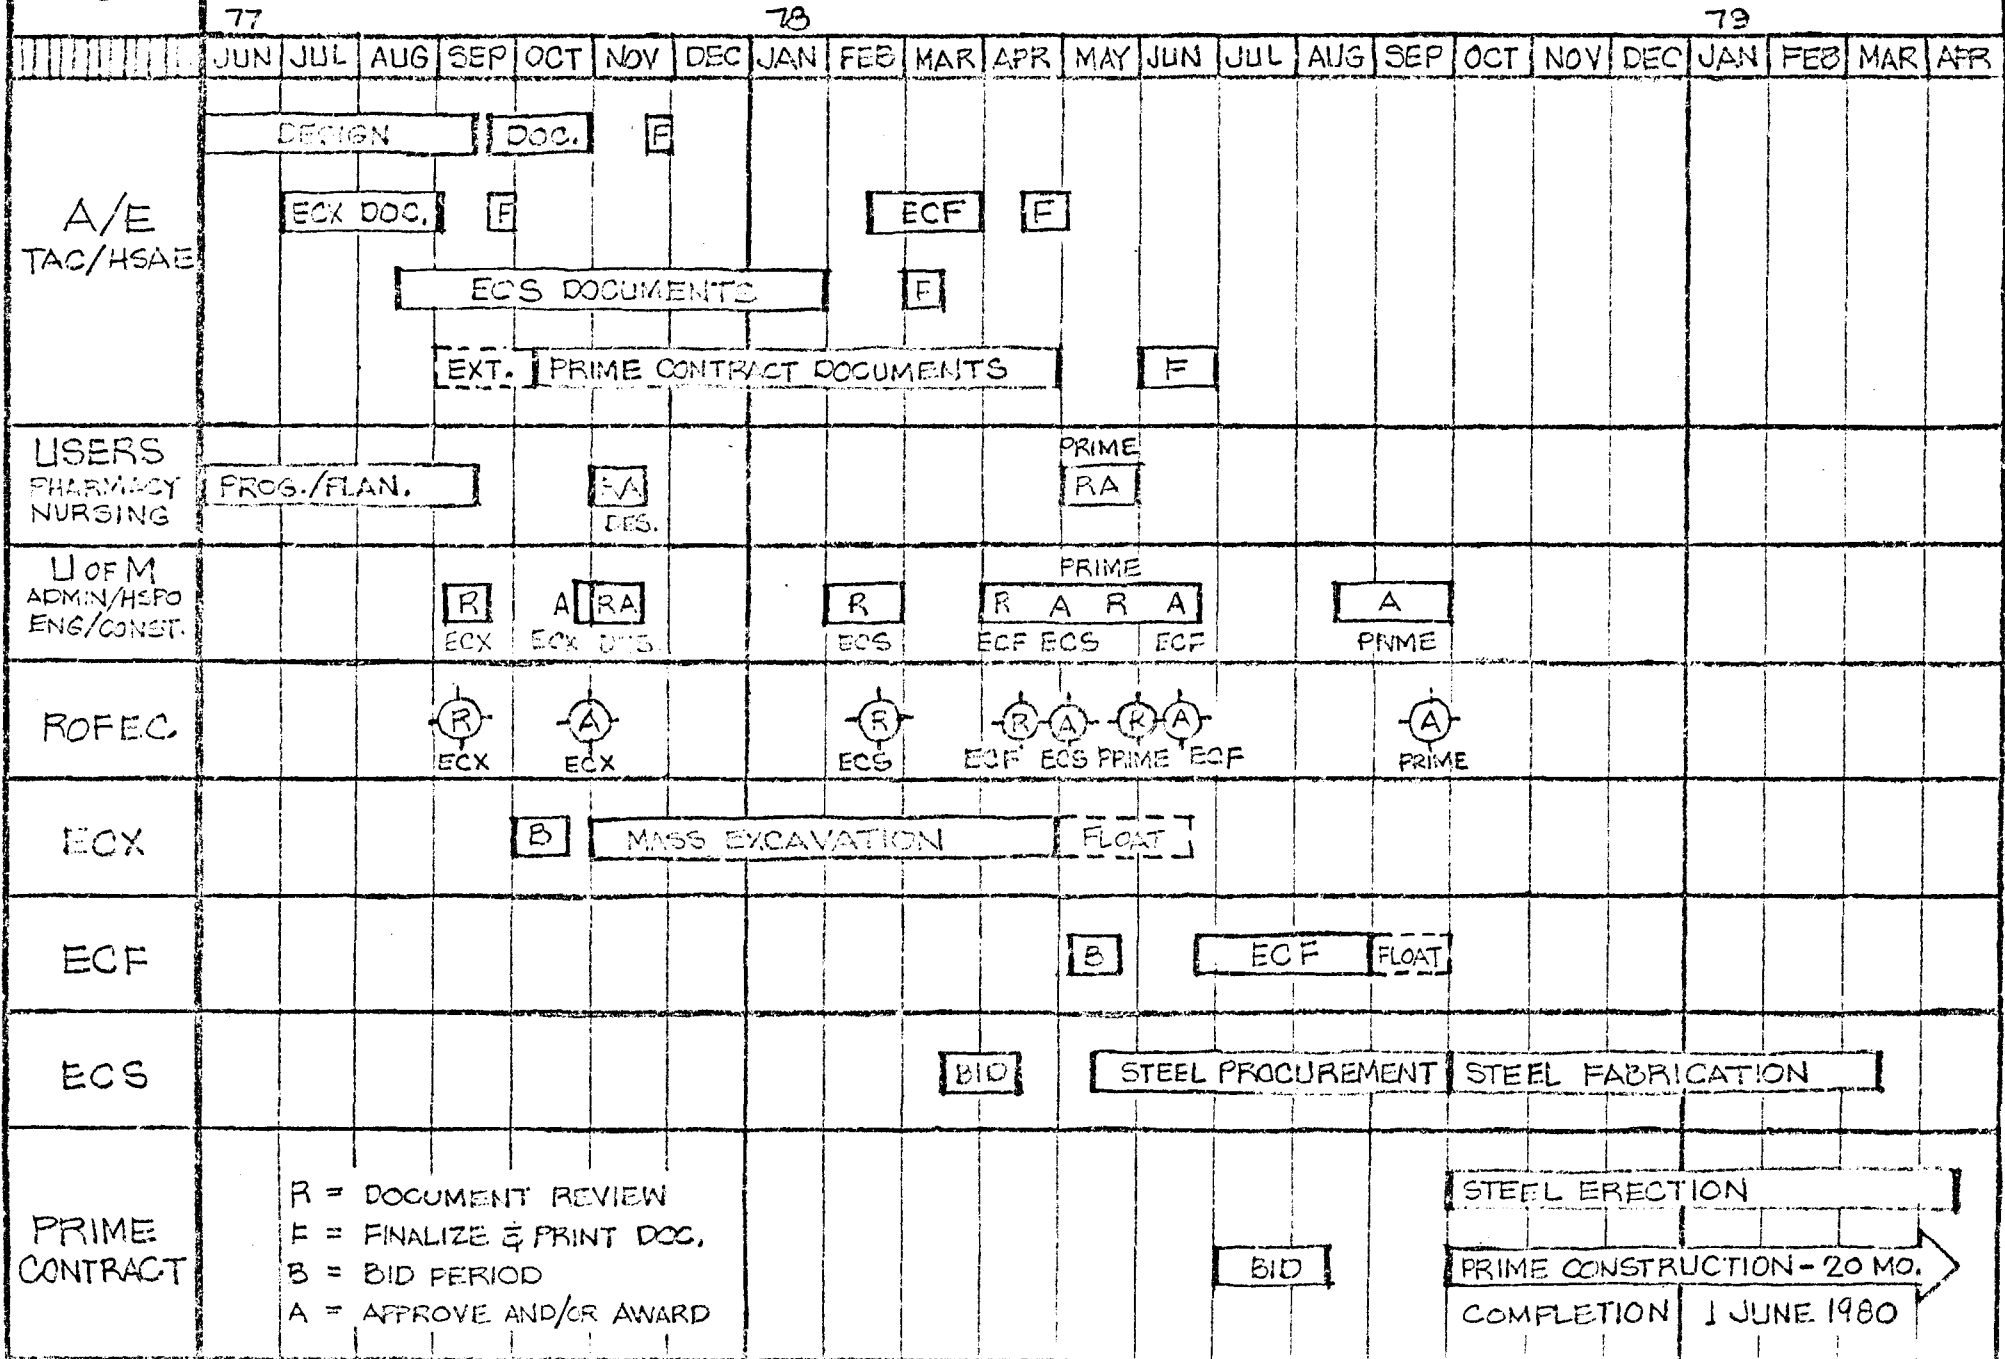 77 78 79
JUN JUL AUG SEP OCT NOV DEC JAN FEB MAR APR MAY JUN JUL AUG SEP OCT NOV DEC JAN FEB MAR APR
DESIGN DOC. F
A/E
TAC/HSAE
ECX DOC. F ECF F
ECS DOCUMENTS F
EXT. PRIME CONTRACT DOCUMENTS F
USERS
PHARMACY
NURSING
PRIME
PROG./PLAN. RA RA
DES.
U OF M
ADMIN/HSPO
ENG/CONST.
PRIME
R A RA R R A R A A
ECX ECX DES. ECS ECF ECS ECF PRIME
ROFEC.
R A R R A R A A
ECX ECX ECS ECF ECS PRIME ECF PRIME
ECX
B MASS EXCAVATION FLOAT
ECF
B ECF FLOAT
ECS
BID STEEL PROCUREMENT STEEL FABRICATION
PRIME
CONTRACT
R = DOCUMENT REVIEW
F = FINALIZE & PRINT DOC.
B = BID PERIOD
A = APPROVE AND/OR AWARD
STEEL ERECTION
BID PRIME CONSTRUCTION - 20 MO.
COMPLETION 1 JUNE 1980